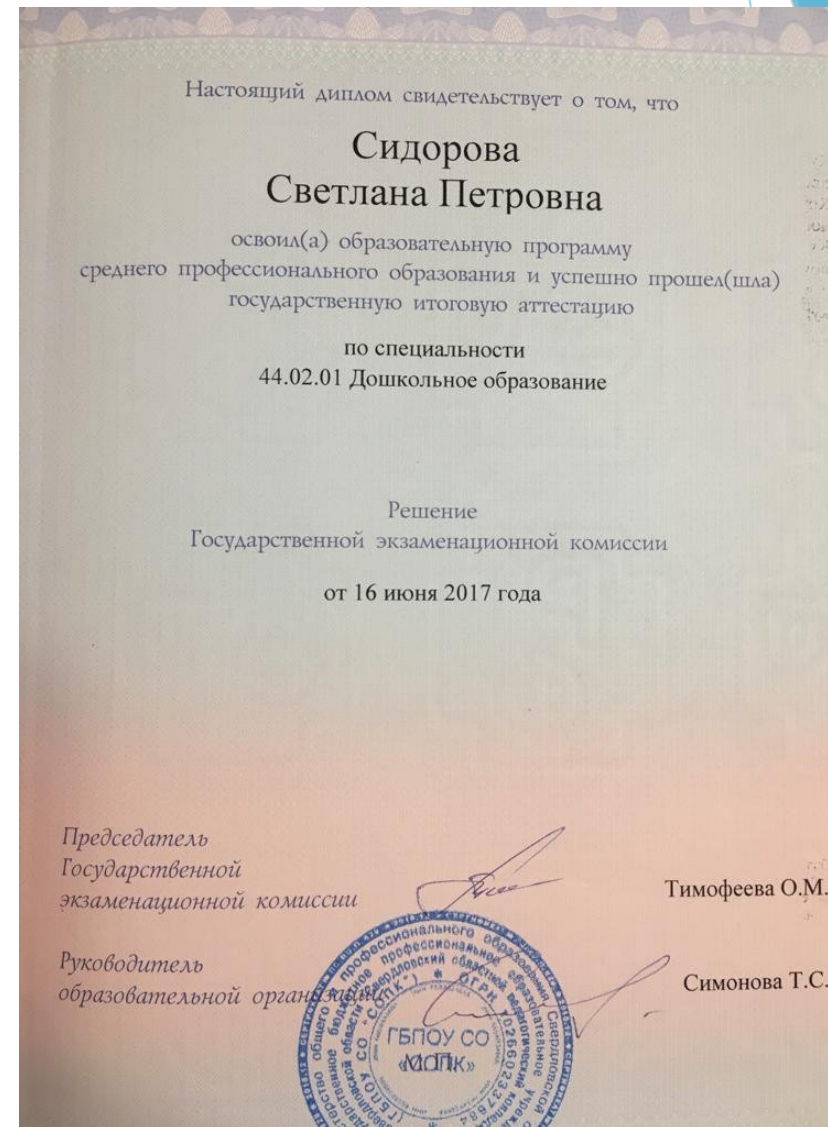 Настоящий диплом свидетельствует о том, что
Сидорова
Светлана Петровна
освоил(а) образовательную программу
среднего профессионального образования и успешно прошел(шла)
государственную итоговую аттестацию
по специальности
44.02.01 Дошкольное образование
Решение
Государственной экзаменационной комиссии
от 16 июня 2017 года
Председатель
Государственной
экзаменационной комиссии
Тимофеева О.М.
Руководитель
образовательной организации
Симонова Т.С.
ГБПОУ СО